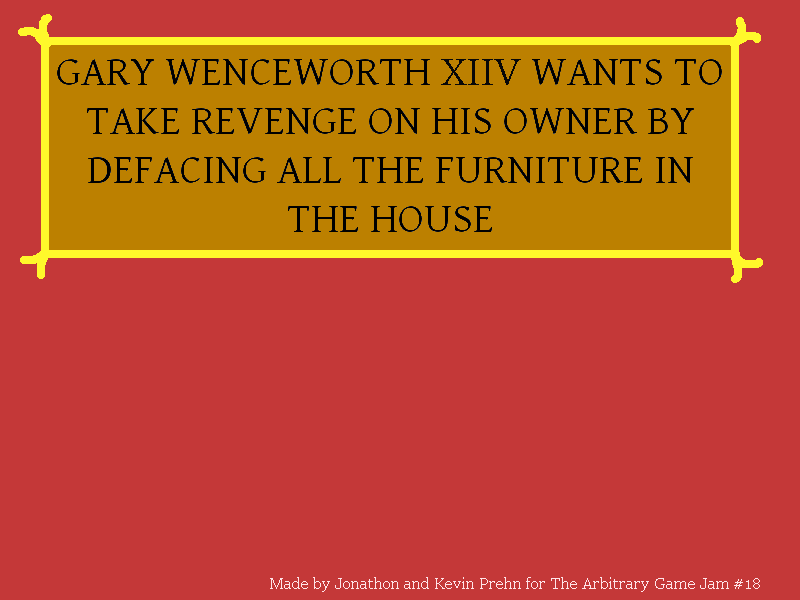 GARY WENCEWORTH XIIV WANTS TO
TAKE REVENGE ON HIS OWNER BY
DEFACING ALL THE FURNITURE IN
THE HOUSE
Made by Jonathon and Kevin Prehn for The Arbitrary Game Jam #18